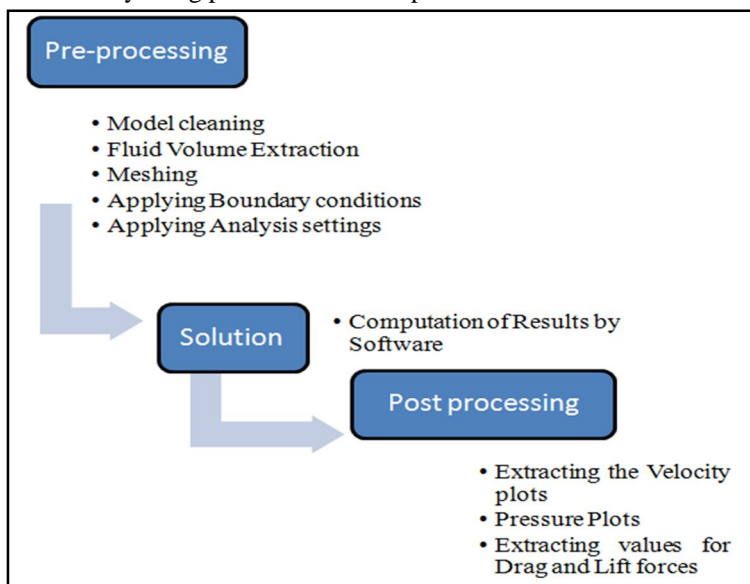 Pre-processing
• Model cleaning
• Fluid Volume Extraction
• Meshing
• Applying Boundary conditions
• Applying Analysis settings
Solution
• Computation of Results by
Software
Post processing
• Extracting the Velocity
plots
• Pressure Plots
• Extracting values for
Drag and Lift forces